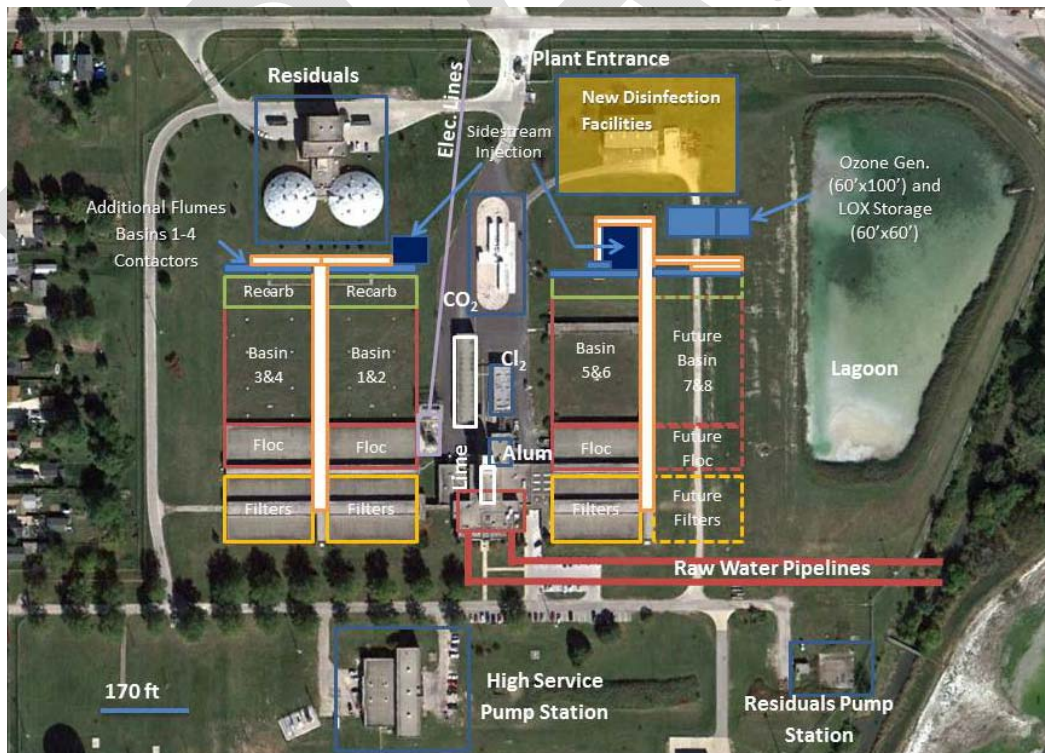 Residuals
Elec. Lines
Plant Entrance
New Disinfection
Facilities
Sidestream
Injection
Ozone Gen.
(60'x100') and
LOX Storage
(60'x60')
Additional Flumes
Basins 1-4
Contactors
Recarb
Recarb
CO2
Basin
3&4
Basin
1&2
Cl2
Basin
5&6
Future
Basin
7&8
Lagoon
Floc
Floc
Lime
Alum
Floc
Future
Floc
Filters
Filters
Filters
Future
Filters
Raw Water Pipelines
170 ft
High Service
Pump Station
Residuals Pump
Station